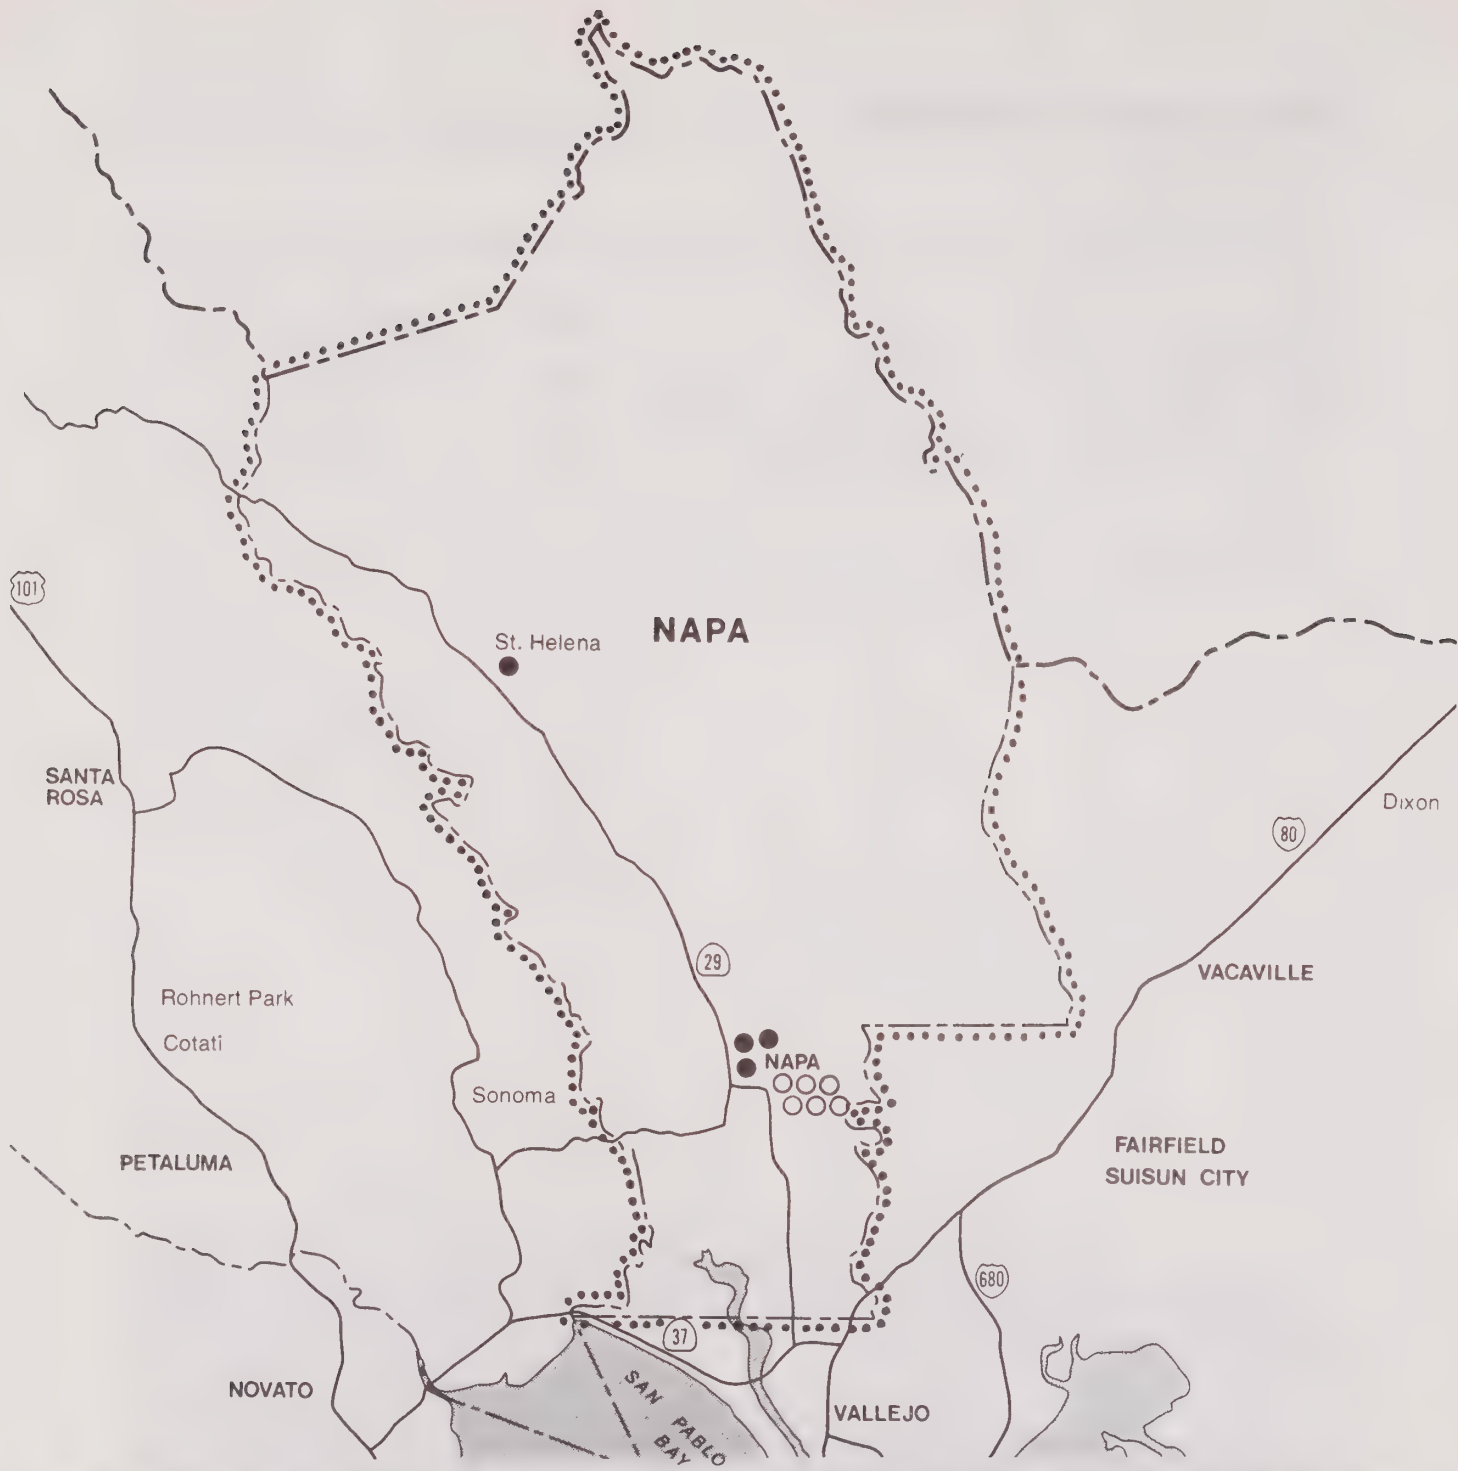 101
St. Helena
NAPA
SANTA
ROSA
Dixon
80
29
VACAVILLE
Rohnert Park
Cotati
NAPA
Sonoma
PETALUMA
FAIRFIELD
SUISUN CITY
680
37
NOVATO
SAN PABLO
BAY
VALLEJO